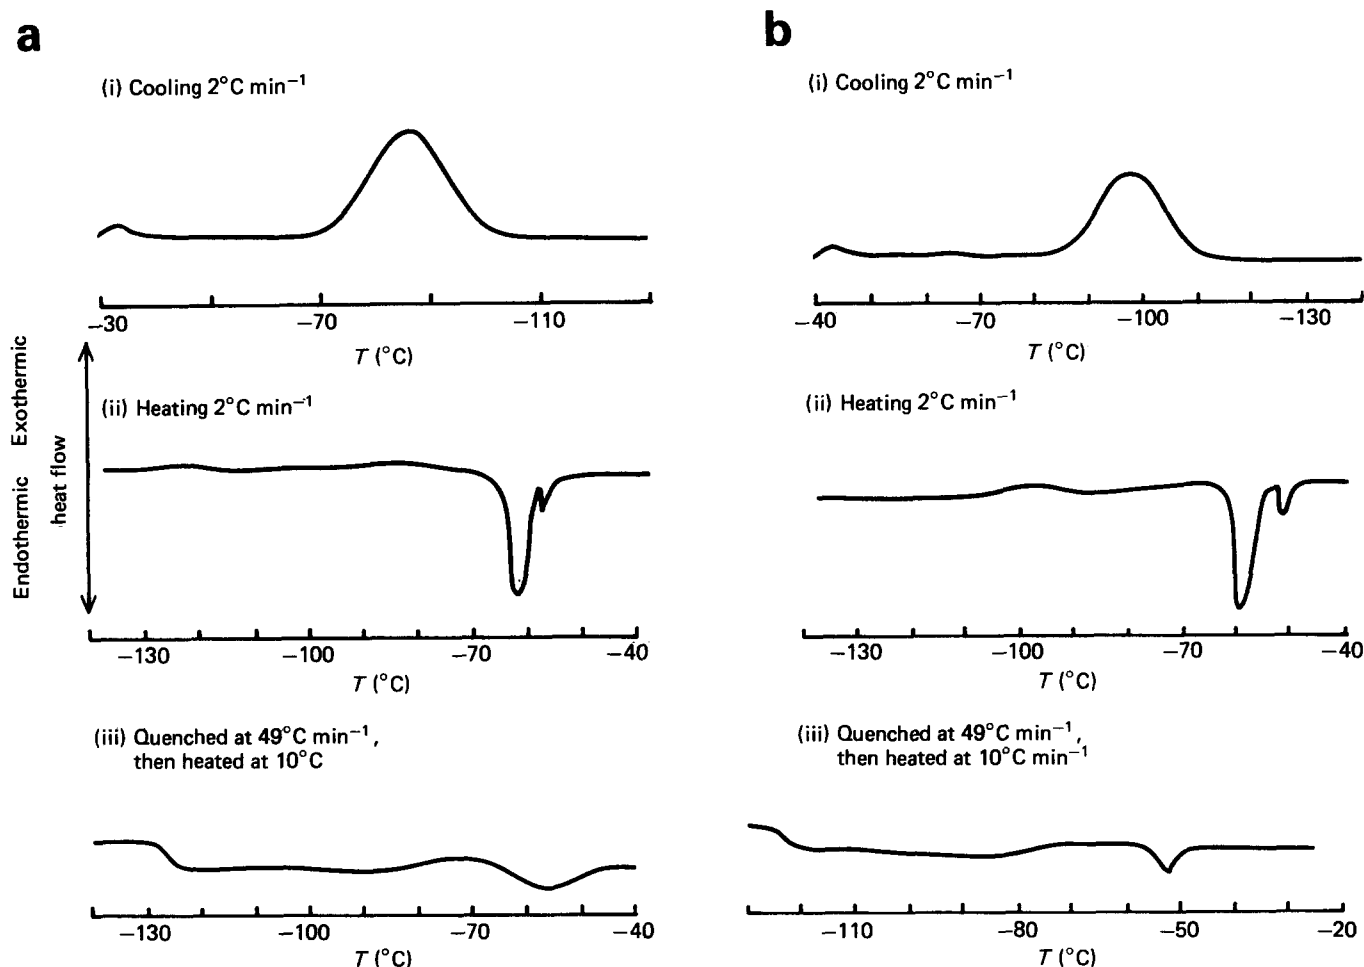 a
(i) Cooling 2°C min⁻¹
−30 −70 −110
T (°C)
Endothermic Exothermic
heat flow
(ii) Heating 2°C min⁻¹
−130 −100 −70 −40
T (°C)
(iii) Quenched at 49°C min⁻¹,
then heated at 10°C
−130 −100 −70 −40
T (°C)
b
(i) Cooling 2°C min⁻¹
−40 −70 −100 −130
T (°C)
(ii) Heating 2°C min⁻¹
−130 −100 −70 −40
T (°C)
(iii) Quenched at 49°C min⁻¹,
then heated at 10°C min⁻¹
−110 −80 −50 −20
T (°C)